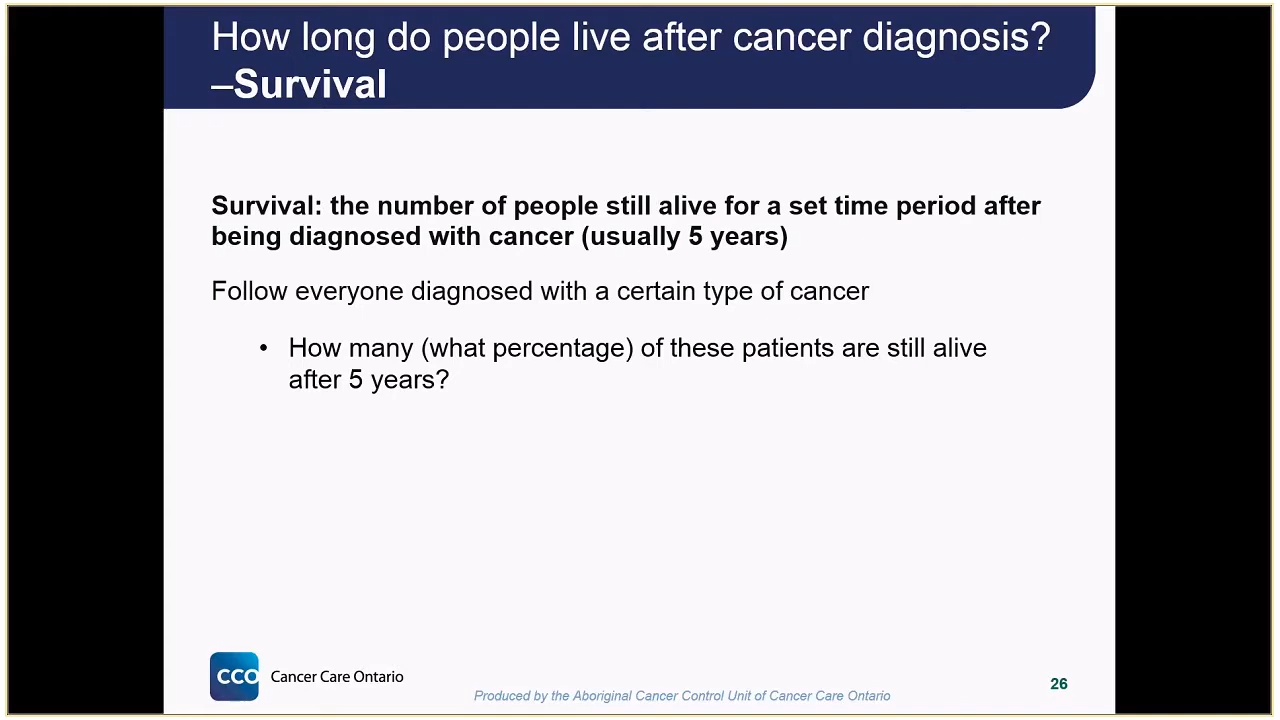 How long do people live after cancer diagnosis?
–Survival
Survival: the number of people still alive for a set time period after
being diagnosed with cancer (usually 5 years)
Follow everyone diagnosed with a certain type of cancer
• How many (what percentage) of these patients are still alive
after 5 years?
CCO Cancer Care Ontario
Produced by the Aboriginal Cancer Control Unit of Cancer Care Ontario
26